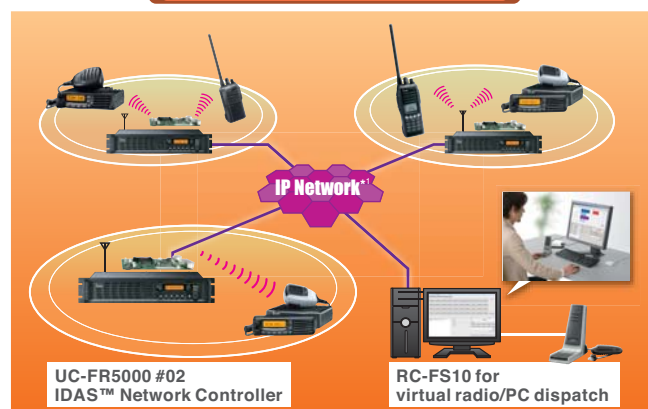 IP Network*1
UC-FR5000 #02
IDAS™ Network Controller
RC-FS10 for
virtual radio/PC dispatch